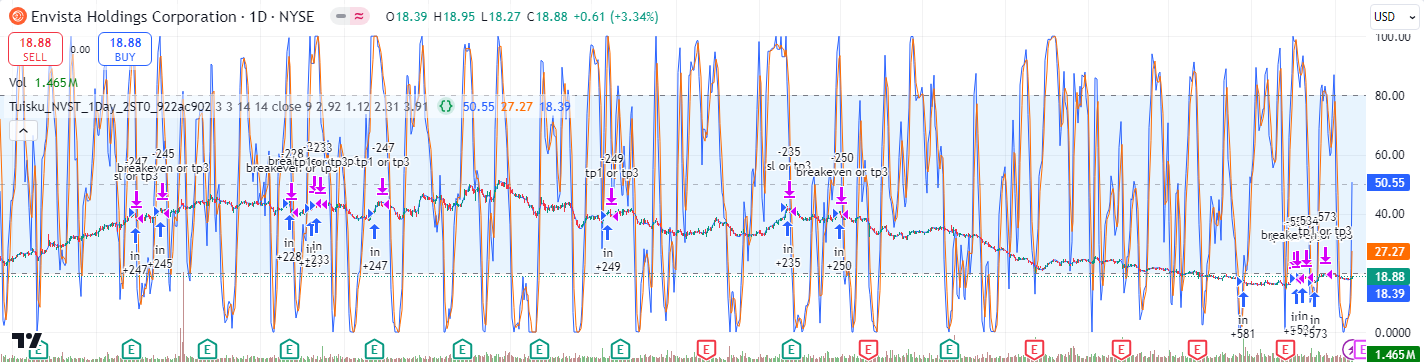 Envista Holdings Corporation · 1D · NYSE O18.39 H18.95 L18.27 C18.88 +0.61 (+3.34%)
USD
100.00
18.88 SELL
0.00
18.88 BUY
Vol 1.465M
Tulsku_NVST_1Day_2ST0_922ac902 3 3 14 14 close 9 2.92 1.12 2.31 3.91 {} 50.55 27.27 18.39
80.00
60.00
50.55
40.00
27.27
18.88
18.39
0.0000
1.465M
-247
-245
breakeven or tp3
sl or tp3
-228
-247
tp1 or tp3
-249
tp1 or tp3
-235
-250
breakeven or tp3
573
tp1 or tp3
in
+247
+245
in
+228
in
+233
in
+247
in
+249
in
+235
in
+250
in
+581
in
+573
E E E E E E E E E E E E E E E E E